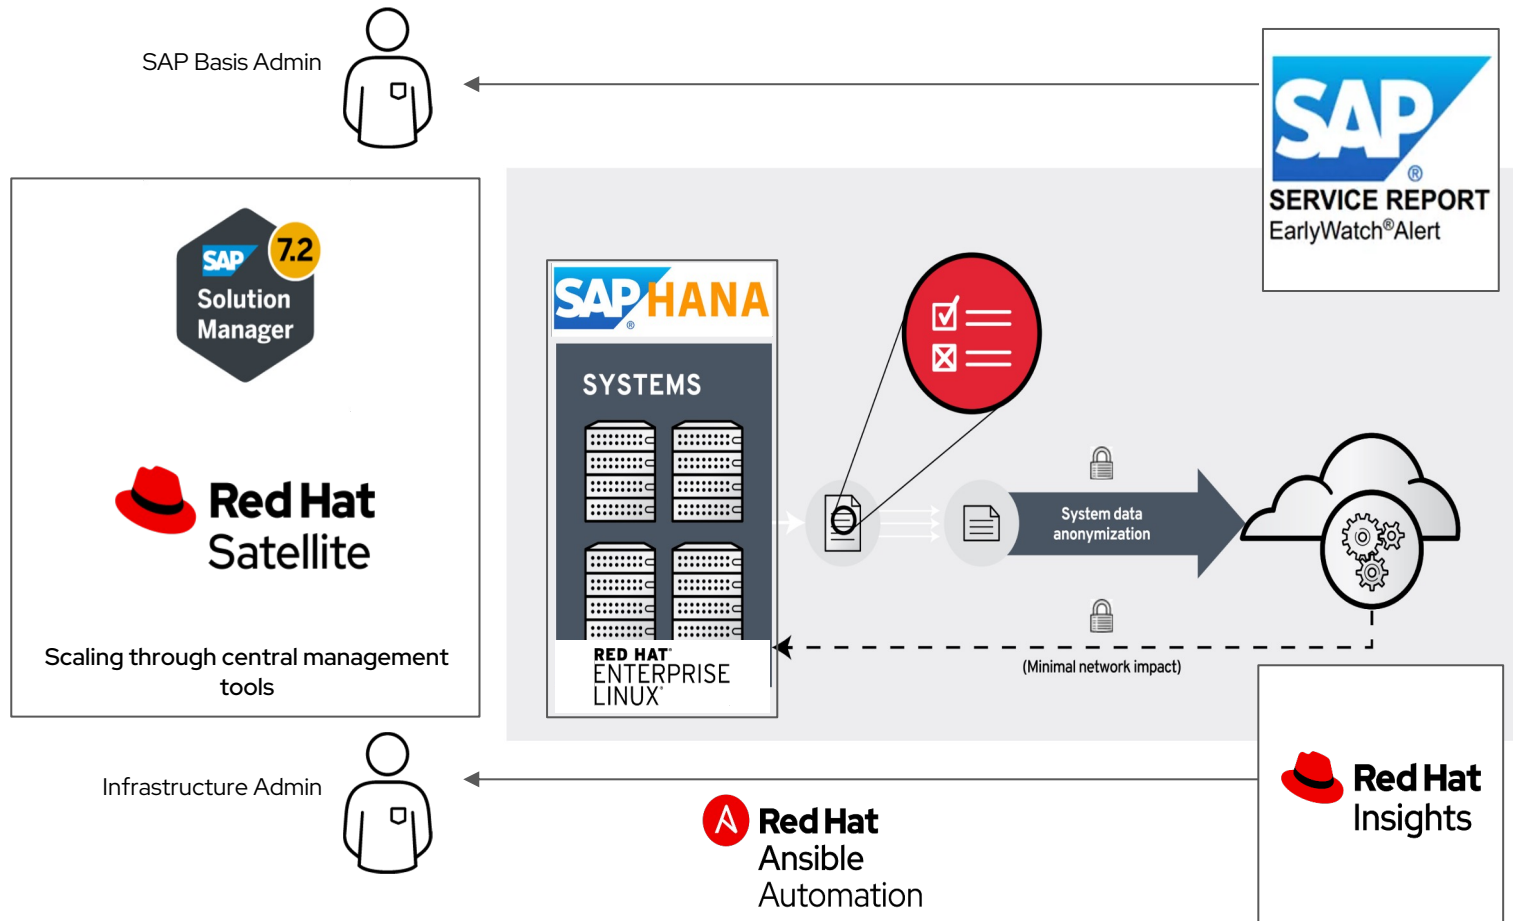 SAP Basis Admin
SAP
®
SERVICE REPORT
EarlyWatch®Alert
SAP
7.2
Solution
Manager
Red Hat
Satellite
Scaling through central management
tools
SAP® HANA
SYSTEMS
RED HAT®
ENTERPRISE
LINUX®
System data
anonymization
(Minimal network impact)
Infrastructure Admin
Red Hat
Ansible
Automation
Red Hat
Insights